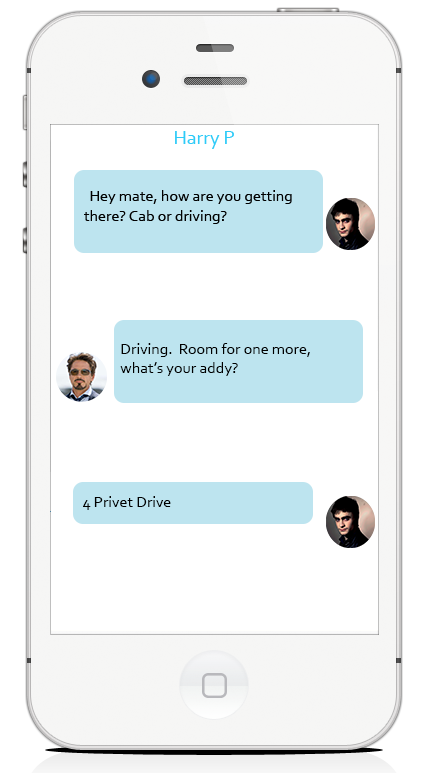 Harry P
Hey mate, how are you getting
there? Cab or driving?
Driving.  Room for one more,
what's your addy?
4 Privet Drive